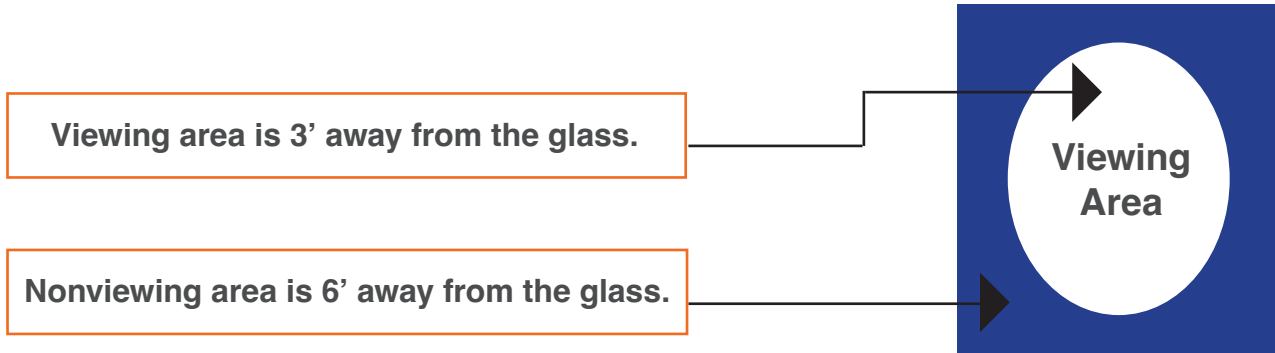 Viewing area is 3’ away from the glass.
Viewing
Area
Nonviewing area is 6’ away from the glass.